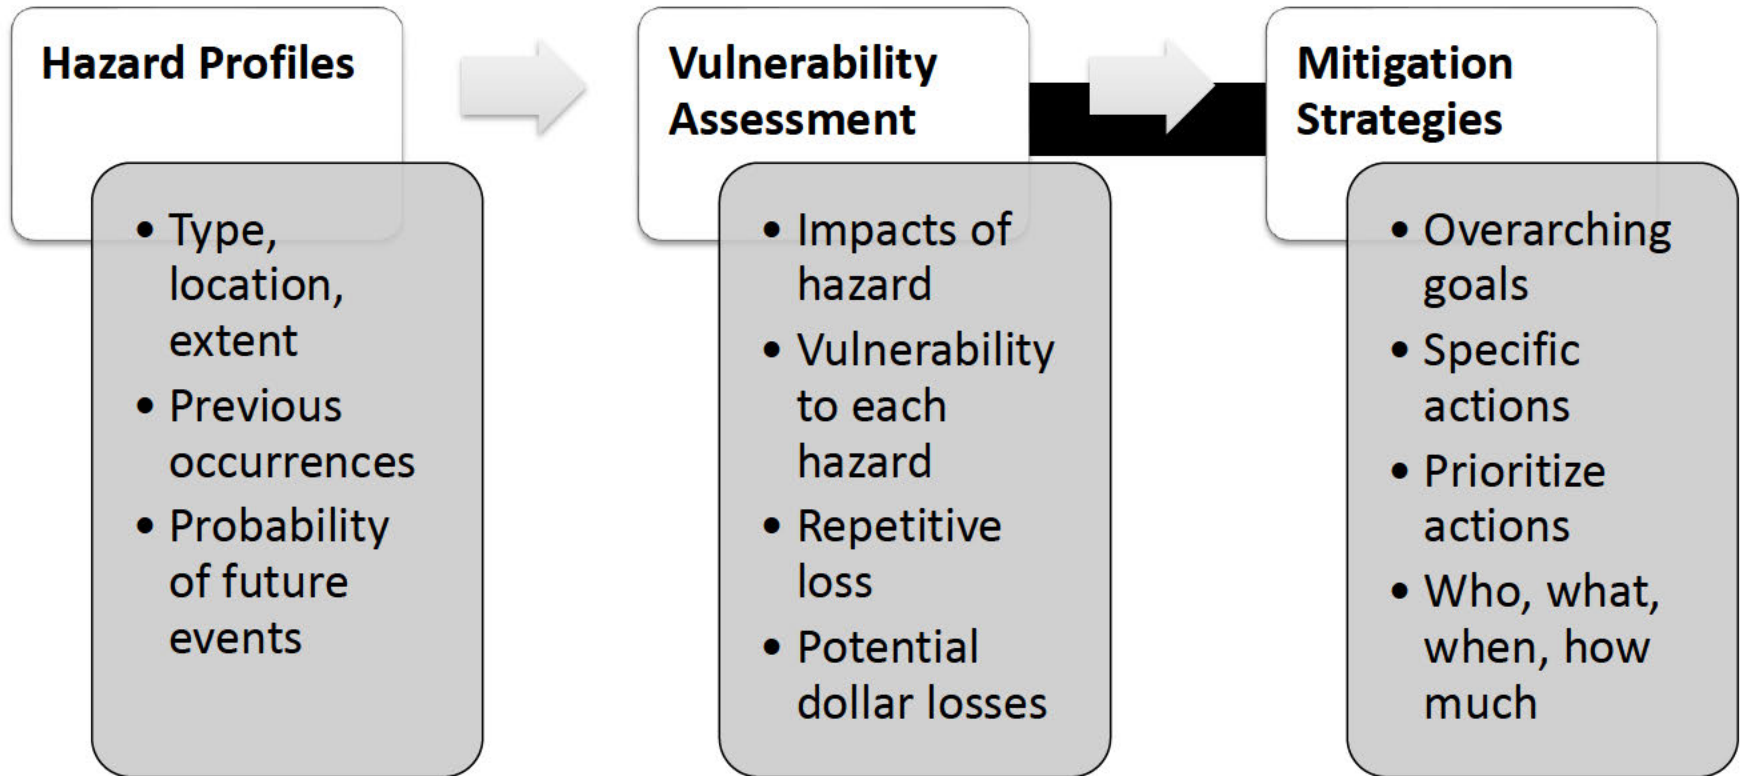 Hazard Profiles
• Type,
location,
extent
• Previous
occurrences
• Probability
of future
events
Vulnerability
Assessment
• Impacts of
hazard
• Vulnerability
to each
hazard
• Repetitive
loss
• Potential
dollar losses
Mitigation
Strategies
• Overarching
goals
• Specific
actions
• Prioritize
actions
• Who, what,
when, how
much